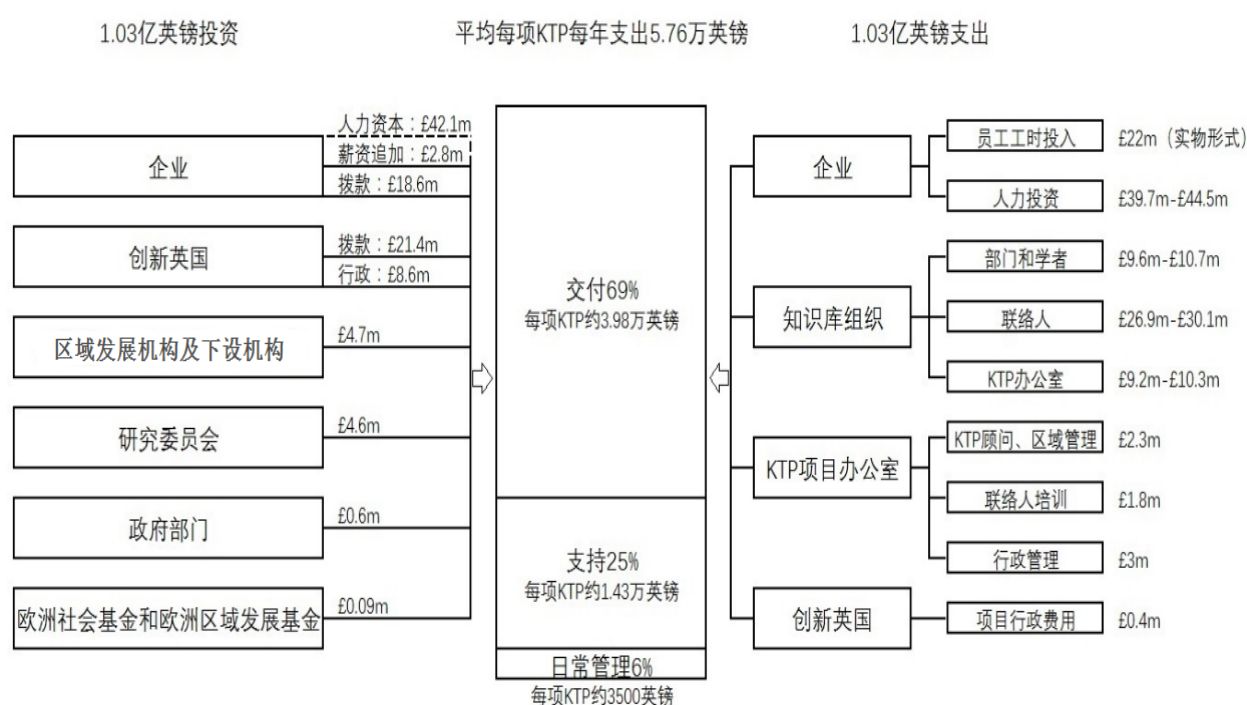 1.03亿英镑投资
平均每项KTP每年支出5.76万英镑
1.03亿英镑支出
企业
人力资本：£42.1m
薪资追加：£2.8m
拨款：£18.6m
创新英国
拨款：£21.4m
行政：£8.6m
区域发展机构及下设机构
£4.7m
研究委员会
£4.6m
政府部门
£0.6m
欧洲社会基金和欧洲区域发展基金
£0.09m
交付69%
每项KTP约3.98万英镑
支持25%
每项KTP约1.43万英镑
日常管理6%
每项KTP约3500英镑
企业
员工工时投入
£22m（实物形式）
人力投资
£39.7m-£44.5m
知识库组织
部门和学者
£9.6m-£10.7m
联络人
£26.9m-£30.1m
KTP办公室
£9.2m-£10.3m
KTP项目办公室
KTP顾问、区域管理
£2.3m
联络人培训
£1.8m
行政管理
£3m
创新英国
项目行政费用
£0.4m